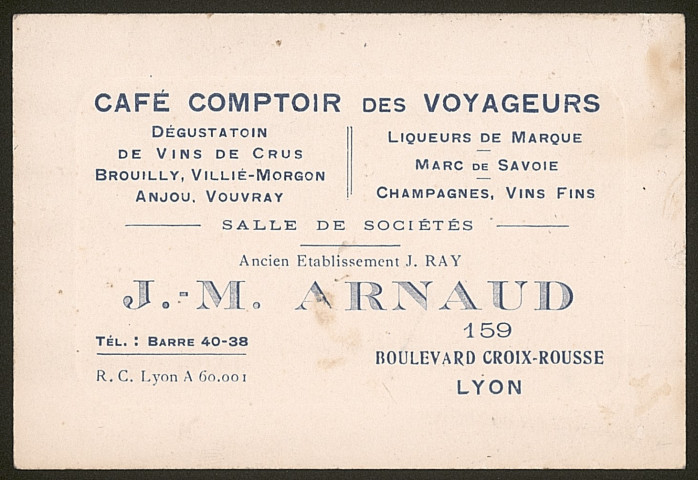 CAFÉ COMPTOIR DES VOYAGEURS
DÉGUSTATOIN
DE VINS DE CRUS
BROUILLY, VILLIÉ-MORGON
ANJOU, VOUVRAY
LIQUEURS DE MARQUE
MARC DE SAVOIE
CHAMPAGNES, VINS FINS
SALLE DE SOCIÉTÉS
Ancien Etablissement J. RAY
J.-M. ARNAUD
159
BOULEVARD CROIX-ROUSSE
LYON
TÉL. : BARRE 40-38
R. C. Lyon A 60.001